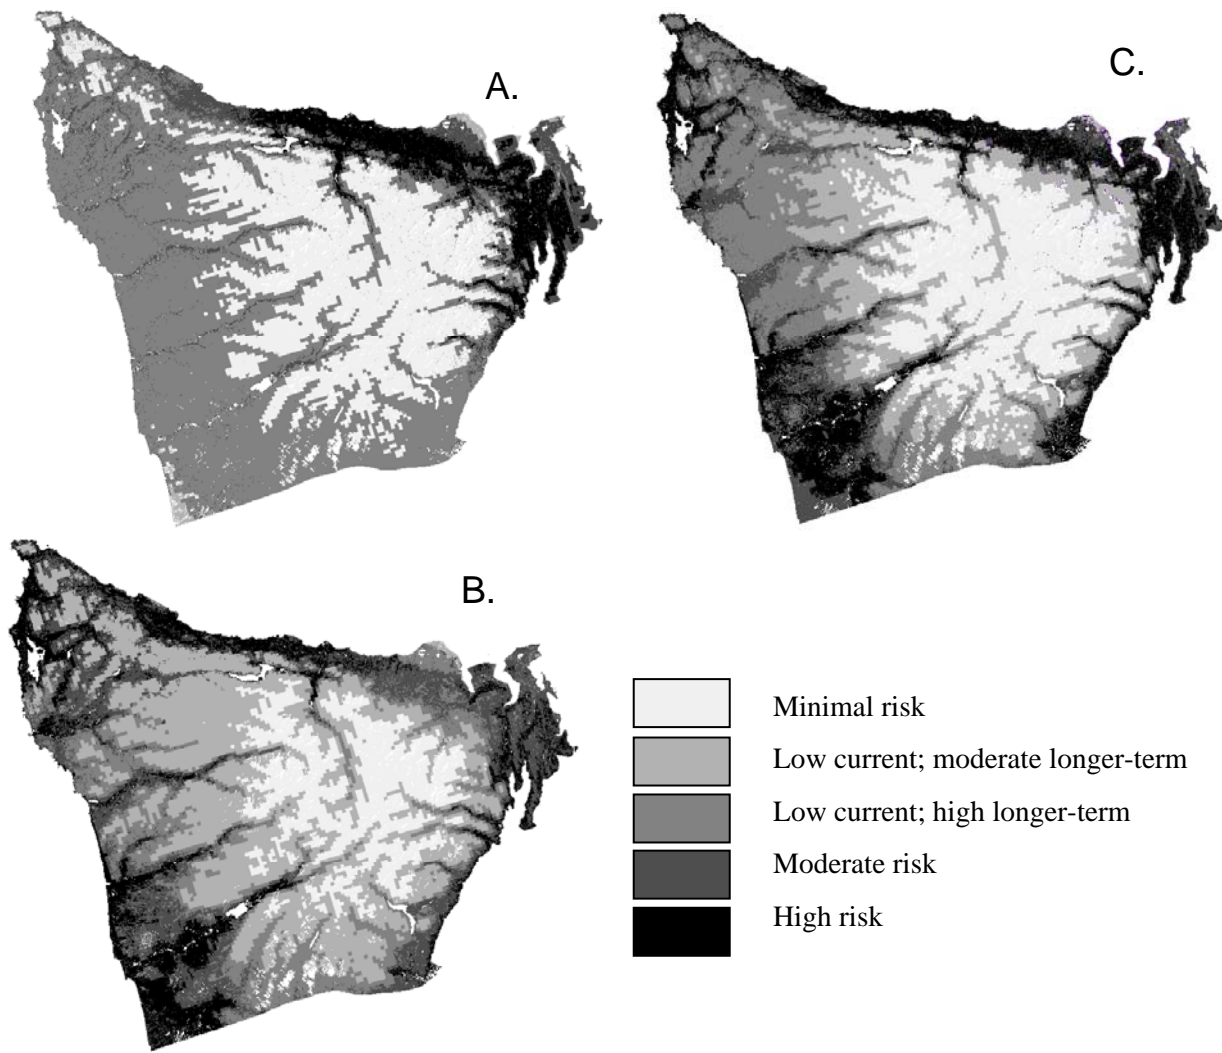 A.
C.
B.
Minimal risk
Low current; moderate longer-term
Low current; high longer-term
Moderate risk
High risk